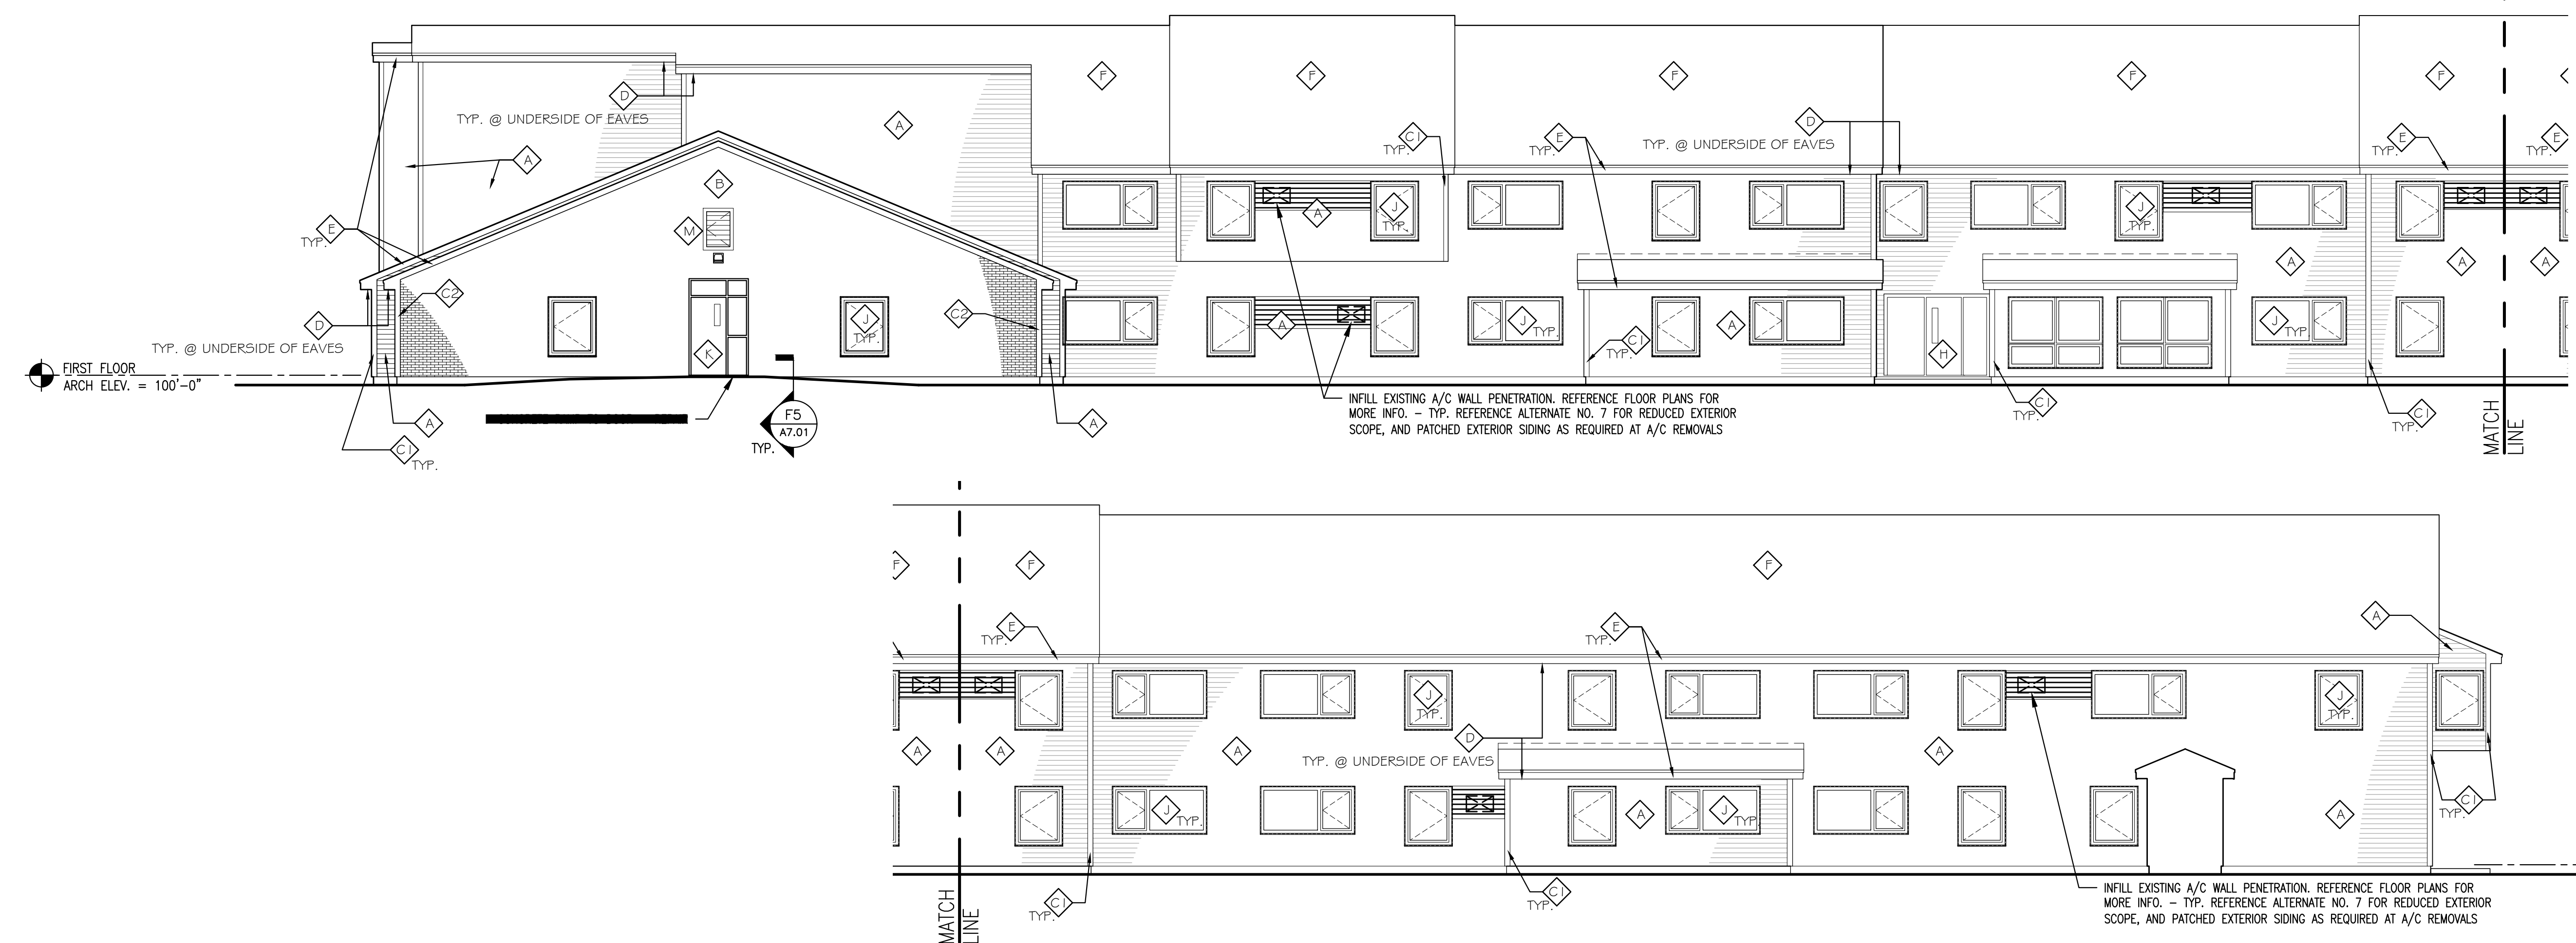 F
F
F
F
F
D
TYP. @ UNDERSIDE OF EAVES
A
A
B
M
E
TYP.
C2
D
TYP. @ UNDERSIDE OF EAVES
J
TYP.
K
C2
C1
TYP.
E
TYP.
D
TYP. @ UNDERSIDE OF EAVES
E
TYP.
E
TYP.
A
J
TYP.
J
TYP.
A
A
A
A
J
TYP.
A
C1
TYP.
H
J
TYP.
FIRST FLOOR
ARCH ELEV. = 100'-0"
A
C1
TYP.
F5
A7.01
TYP.
A
INFILL EXISTING A/C WALL PENETRATION. REFERENCE FLOOR PLANS FOR
MORE INFO. - TYP. REFERENCE ALTERNATE NO. 7 FOR REDUCED EXTERIOR
SCOPE, AND PATCHED EXTERIOR SIDING AS REQUIRED AT A/C REMOVALS
C1
TYP.
C1
TYP.
MATCH
LINE
F
F
F
E
TYP.
E
TYP.
A
J
TYP.
J
TYP.
D
TYP. @ UNDERSIDE OF EAVES
A
A
A
A
J
TYP.
A
J
TYP.
A
C1
TYP.
C1
TYP.
C1
TYP.
MATCH
LINE
INFILL EXISTING A/C WALL PENETRATION. REFERENCE FLOOR PLANS FOR
MORE INFO. - TYP. REFERENCE ALTERNATE NO. 7 FOR REDUCED EXTERIOR
SCOPE, AND PATCHED EXTERIOR SIDING AS REQUIRED AT A/C REMOVALS